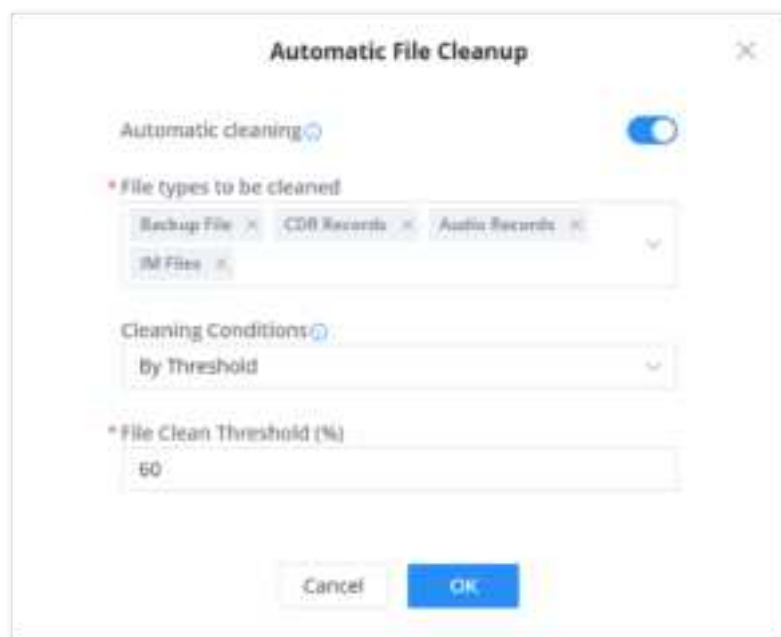 Automatic File Cleanup
Automatic cleaning
* File types to be cleaned
Backup File × CDR Records × Audio Records ×
IM Files ×
Cleaning Conditions
By Threshold
* File Clean Threshold (%)
60
Cancel OK